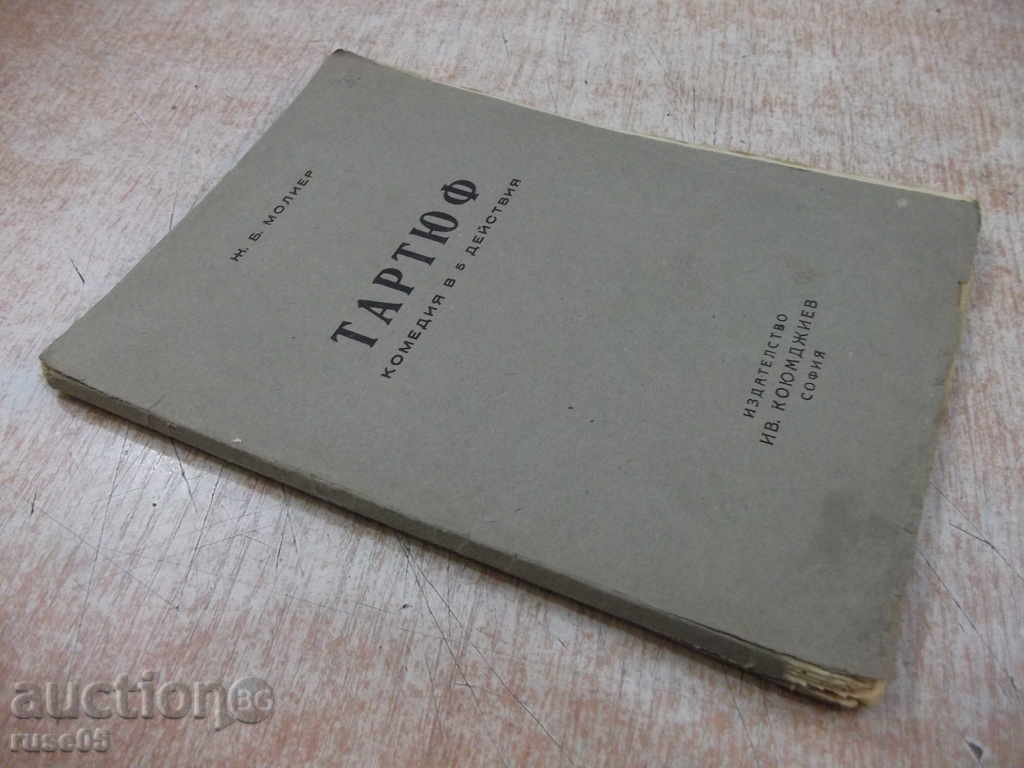 Ж. Б. МОЛИЕР
ТАРТЮФ
КОМЕДИЯ В 5 ДЕЙСТВИЯ
ИЗДАТЕЛСТВО
ИВ. КОЮМДЖИЕВ
СОФИЯ
auction BG
ruse05